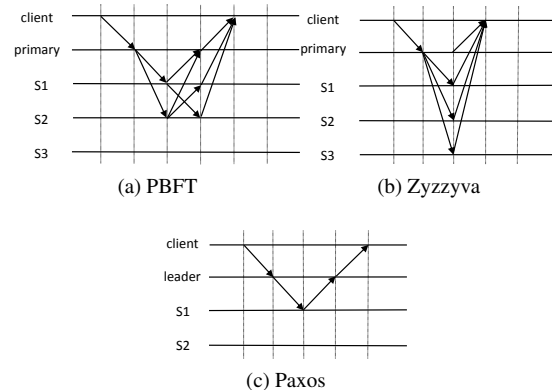 client
primary
S1
S2
S3
(a) PBFT
client
primary
S1
S2
S3
(b) Zyzzyva
client
leader
S1
S2
(c) Paxos